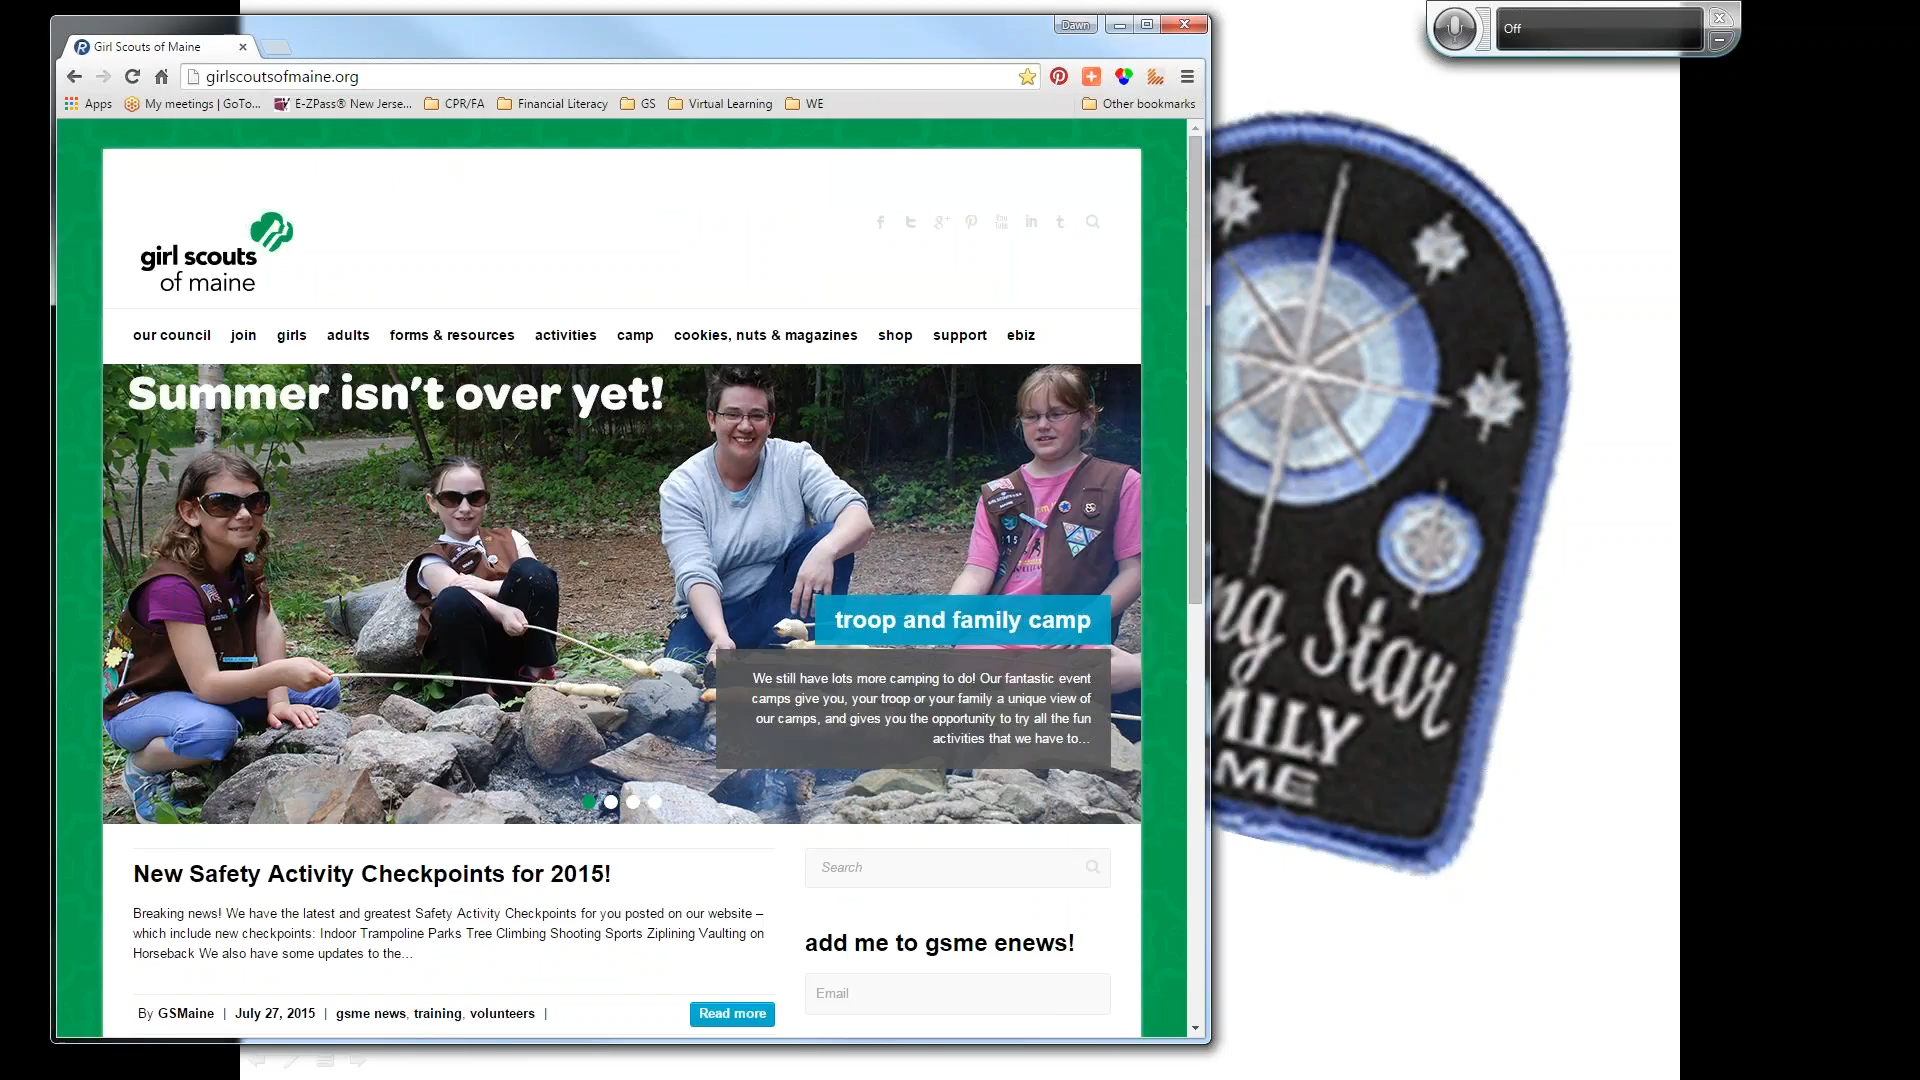 Dawn
Off
Girl Scouts of Maine
girlscoutsofmaine.org
Apps My meetings | GoTo... E-ZPass® New Jerse... CPR/FA Financial Literacy GS Virtual Learning WE Other bookmarks
girl scouts
of maine
our council join girls adults forms & resources activities camp cookies, nuts & magazines shop support ebiz
Summer isn't over yet!
troop and family camp
We still have lots more camping to do! Our fantastic event
camps give you, your troop or your family a unique view of
our camps, and gives you the opportunity to try all the fun
activities that we have to...
New Safety Activity Checkpoints for 2015!
Breaking news! We have the latest and greatest Safety Activity Checkpoints for you posted on our website –
which include new checkpoints: Indoor Trampoline Parks Tree Climbing Shooting Sports Ziplining Vaulting on
Horseback We also have some updates to the...
By GSMaine | July 27, 2015 | gsme news, training, volunteers |
Read more
Search
add me to gsme enews!
Email
ng Star
MILY
ME